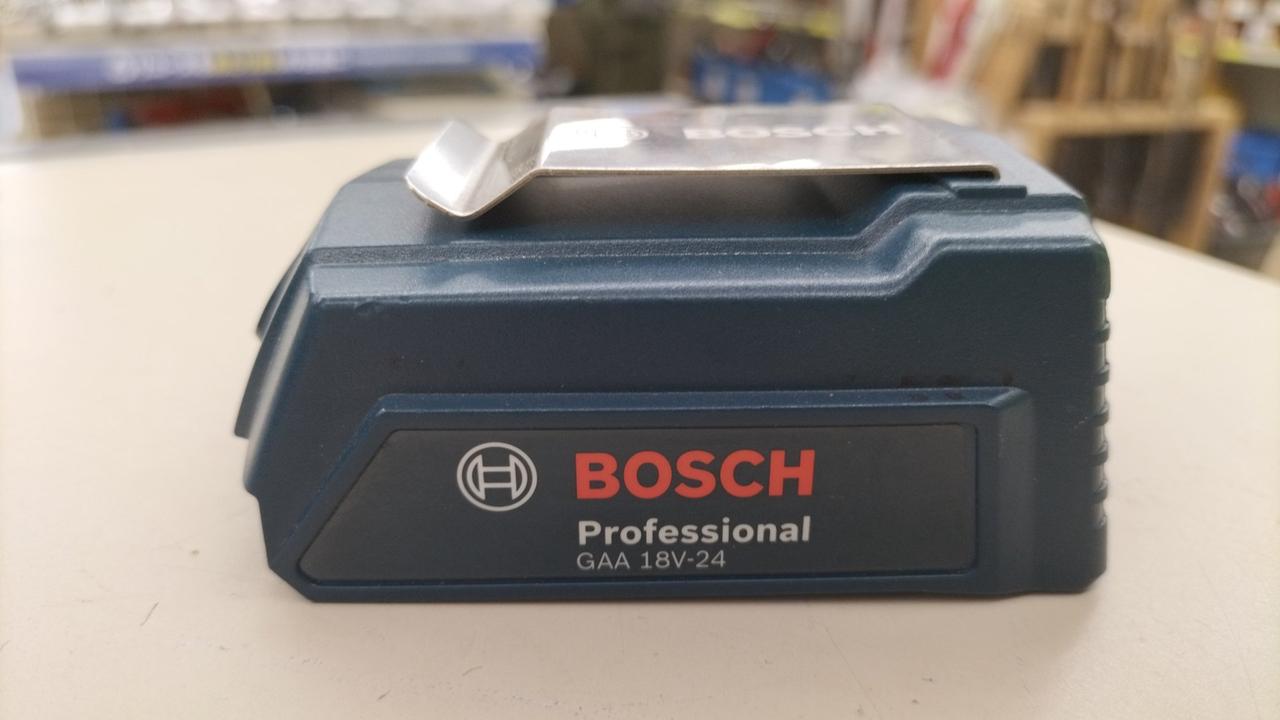 BOSCH
BOSCH
Professional
GAA 18V-24